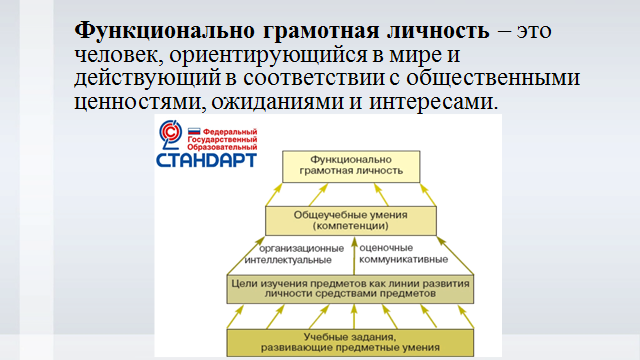 Функционально грамотная личность – это
человек, ориентирующийся в мире и
действующий в соответствии с общественными
ценностями, ожиданиями и интересами.
Федеральный
Государственный
Образовательный
СТАНДАРТ
Функционально
грамотная личность
Общеучебные умения
(компетенции)
организационные
интеллектуальные
оценочные
коммуникативные
Цели изучения предметов как линии развития
личности средствами предметов
Учебные задания,
развивающие предметные умения